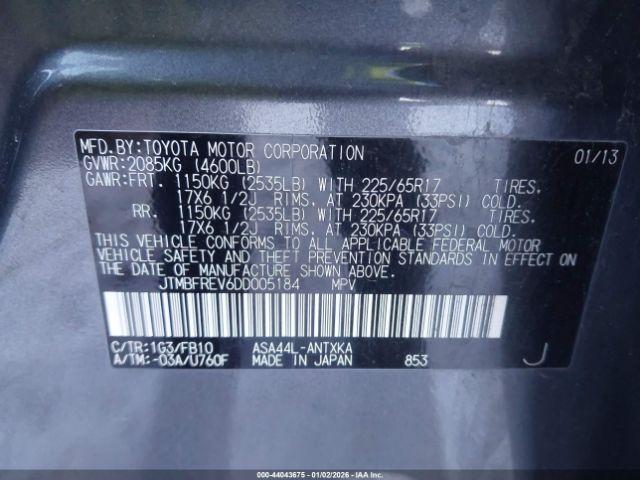 MFD.BY:TOYOTA MOTOR CORPORATION 01/13
GVWR:2085KG (4600LB)
GAWR:FRT. 1150KG (2535LB) WITH 225/65R17 TIRES,
17X6 1/2J RIMS, AT 230KPA (33PSI) COLD.
RR. 1150KG (2535LB) WITH 225/65R17 TIRES,
17X6 1/2J RIMS, AT 230KPA (33PSI) COLD.
THIS VEHICLE CONFORMS TO ALL APPLICABLE FEDERAL MOTOR
VEHICLE SAFETY AND THEFT PREVENTION STANDARDS IN EFFECT
ON THE DATE OF MANUFACTURE SHOWN ABOVE.
JTMBFREV6DD005184 MPV
C/TR:1G3/FB10 ASA44L-ANTXKA
A/TM:-03A/U760F MADE IN JAPAN 853 J
000-44043675 - 01/02/2026 - IAAI.COM